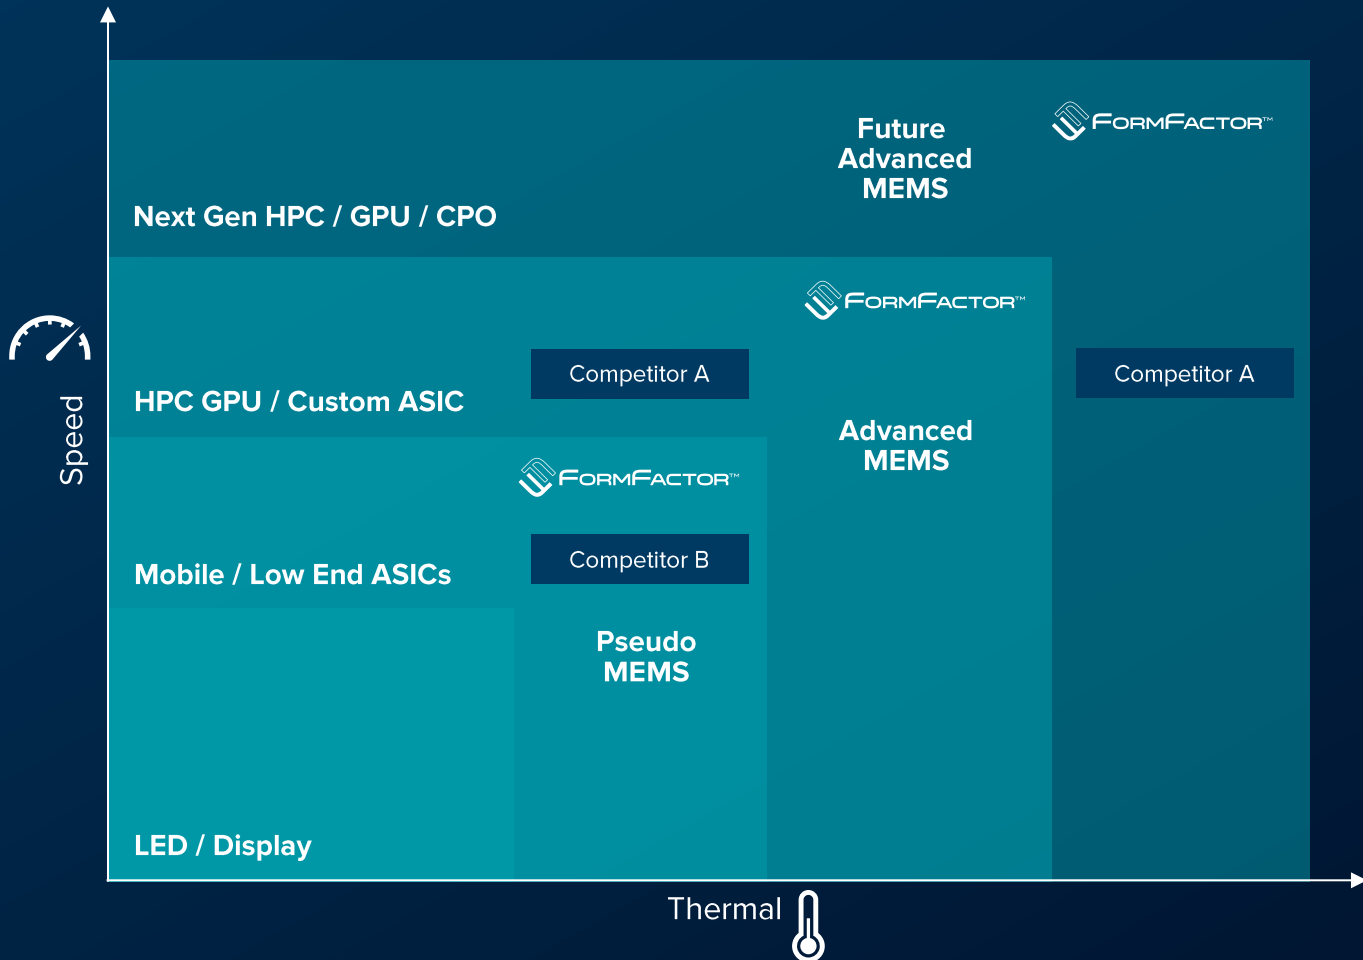 Future
Advanced
MEMS
FORMFACTOR™
Next Gen HPC / GPU / CPO
FORMFACTOR™
Competitor A
Competitor A
HPC GPU / Custom ASIC
Advanced
MEMS
Speed
FORMFACTOR™
Competitor B
Mobile / Low End ASICs
Pseudo
MEMS
LED / Display
Thermal